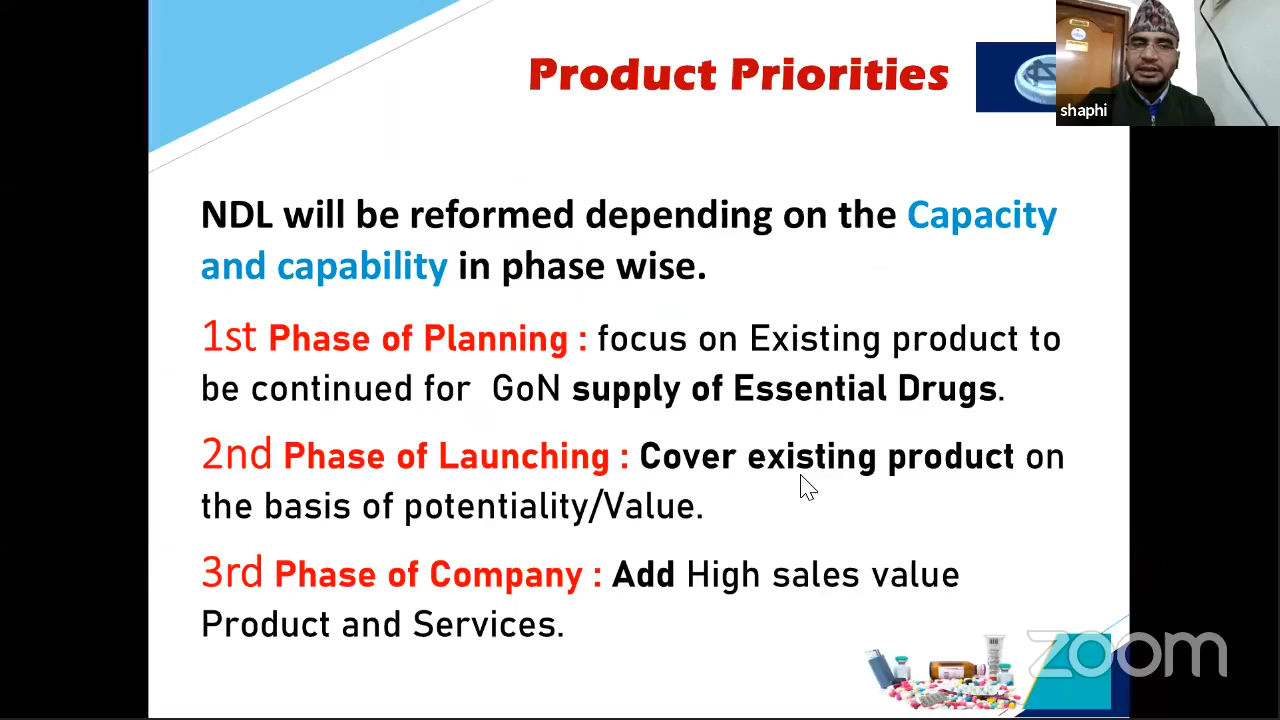 Product Priorities
shaphi
NDL will be reformed depending on the Capacity
and capability in phase wise.
1st Phase of Planning : focus on Existing product to
be continued for GoN supply of Essential Drugs.
2nd Phase of Launching : Cover existing product on
the basis of potentiality/Value.
3rd Phase of Company : Add High sales value
Product and Services.
zoom